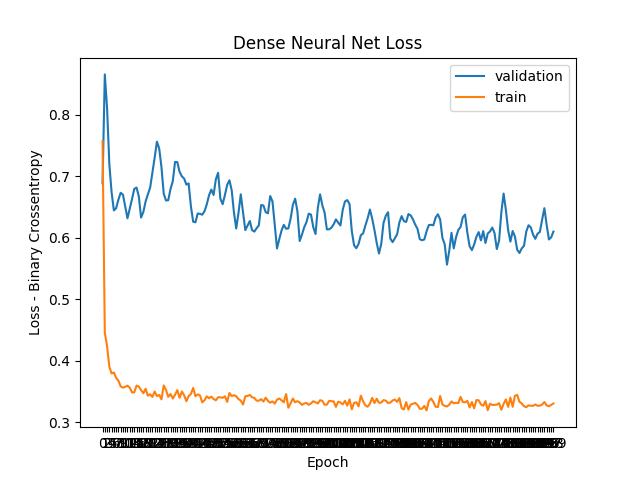 Dense Neural Net Loss
validation
train
0.8
0.7
0.6
0.5
0.4
0.3
Loss - Binary Crossentropy
Epoch